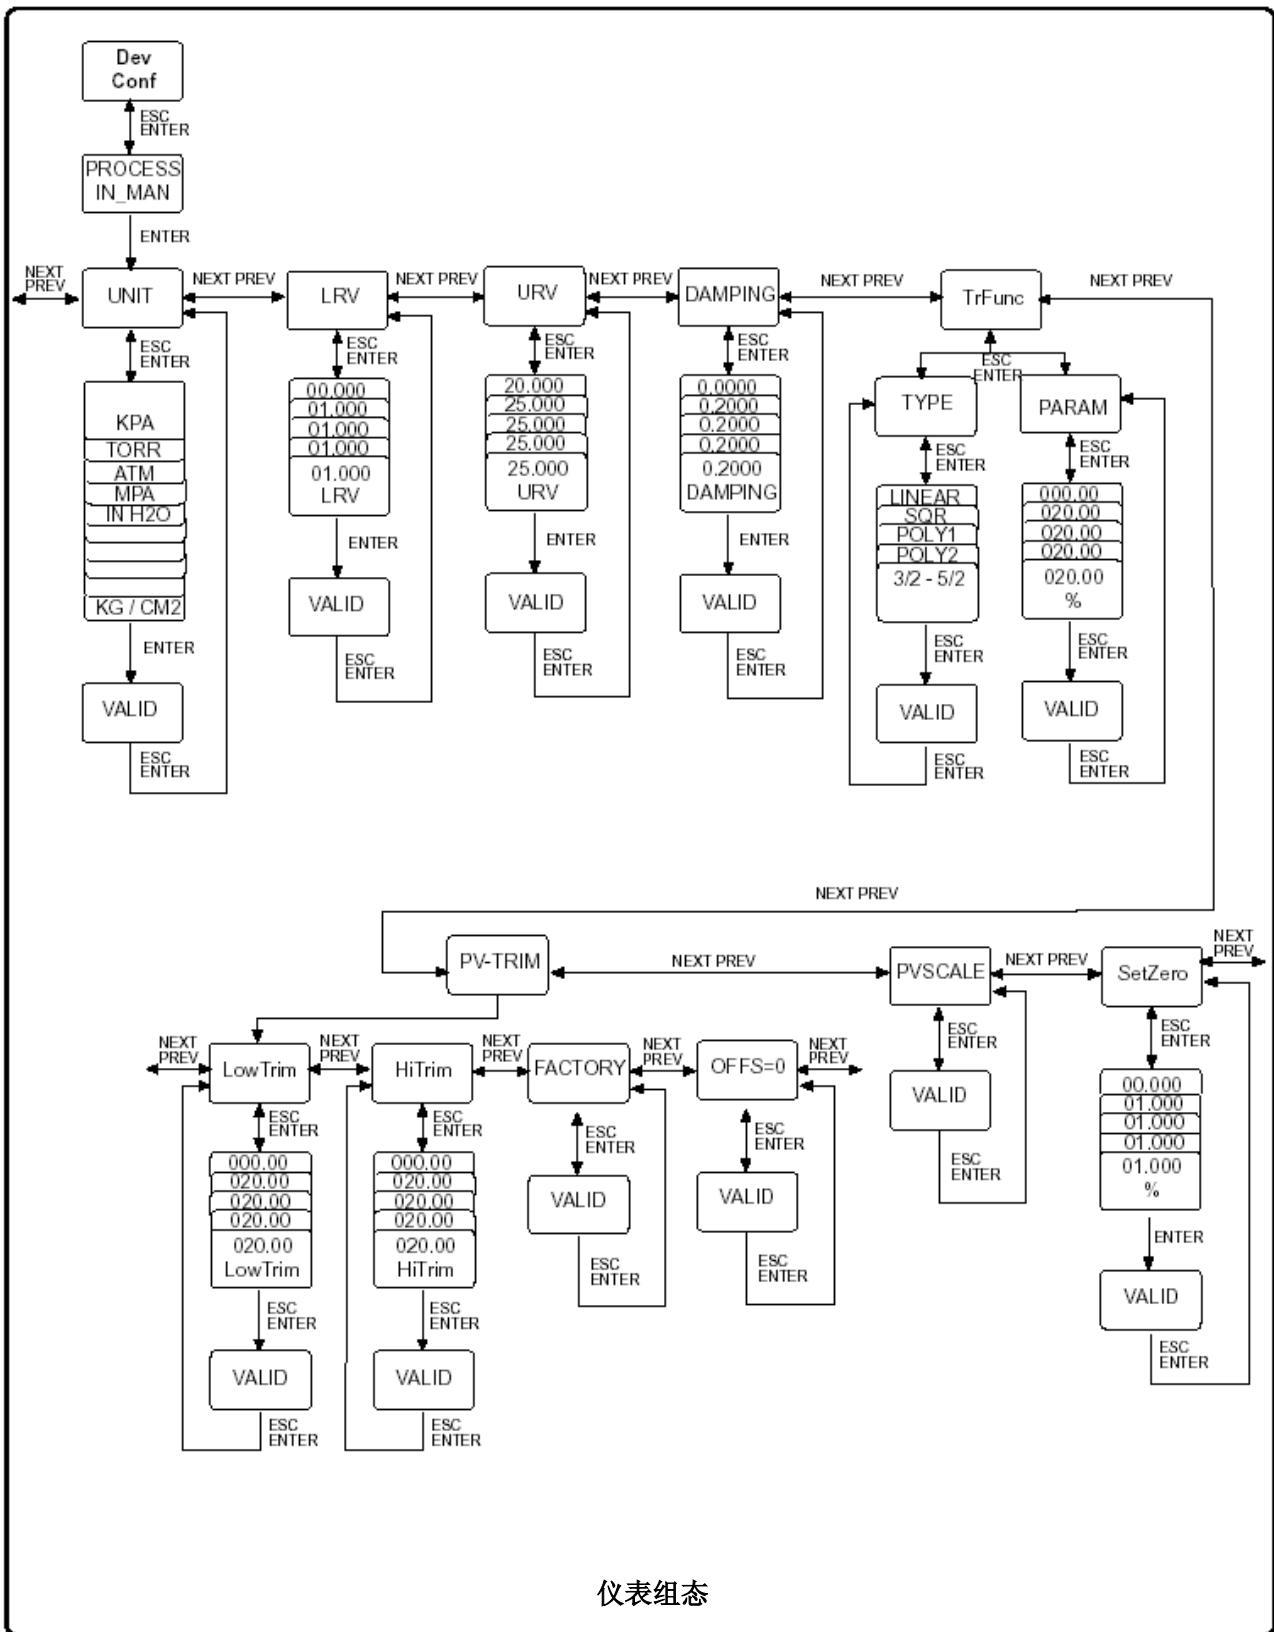 Dev
Conf
ESC
ENTER
PROCESS
IN_MAN
ENTER
NEXT
PREV
UNIT
NEXT PREV
LRV
NEXT PREV
URV
NEXT PREV
DAMPING
NEXT PREV
TrFunc
NEXT PREV
ESC
ENTER
KPA
TORR
ATM
MPA
IN H2O
KG / CM2
ENTER
VALID
ESC
ENTER
ESC
ENTER
00.000
01.000
01.000
01.000
01.000
LRV
ENTER
VALID
ESC
ENTER
ESC
ENTER
20.000
25.000
25.000
25.000
25.000
URV
ENTER
VALID
ESC
ENTER
ESC
ENTER
0.0000
0.2000
0.2000
0.2000
0.2000
DAMPING
ENTER
VALID
ESC
ENTER
ESC
ENTER
TYPE
ESC
ENTER
LINEAR
SQR
POLY1
POLY2
3/2 - 5/2
ESC
ENTER
VALID
ESC
ENTER
PARAM
ESC
ENTER
000.00
020.00
020.00
020.00
020.00
%
ESC
ENTER
VALID
ESC
ENTER
NEXT PREV
PV-TRIM
NEXT PREV
PVSCALE
NEXT PREV
SetZero
NEXT
PREV
NEXT
PREV
LowTrim
NEXT
PREV
HiTrim
NEXT
PREV
FACTORY
NEXT
PREV
OFFS=0
NEXT
PREV
ESC
ENTER
000.00
020.00
020.00
020.00
020.00
LowTrim
ESC
ENTER
VALID
ESC
ENTER
ESC
ENTER
000.00
020.00
020.00
020.00
020.00
HiTrim
ESC
ENTER
VALID
ESC
ENTER
ESC
ENTER
VALID
ESC
ENTER
ESC
ENTER
VALID
ESC
ENTER
ESC
ENTER
VALID
ESC
ENTER
ESC
ENTER
00.000
01.000
01.000
01.000
01.000
%
ENTER
VALID
ESC
ENTER
仪表组态